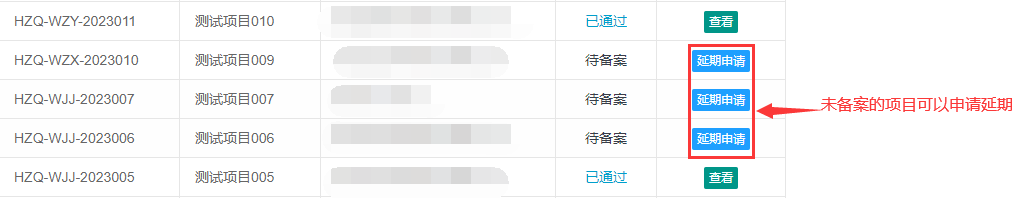 HZQ-WZY-2023011 测试项目010 已通过 查看
HZQ-WZX-2023010 测试项目009 待备案 延期申请
HZQ-WJJ-2023007 测试项目007 待备案 延期申请
未备案的项目可以申请延期
HZQ-WJJ-2023006 测试项目006 待备案 延期申请
HZQ-WJJ-2023005 测试项目005 已通过 查看